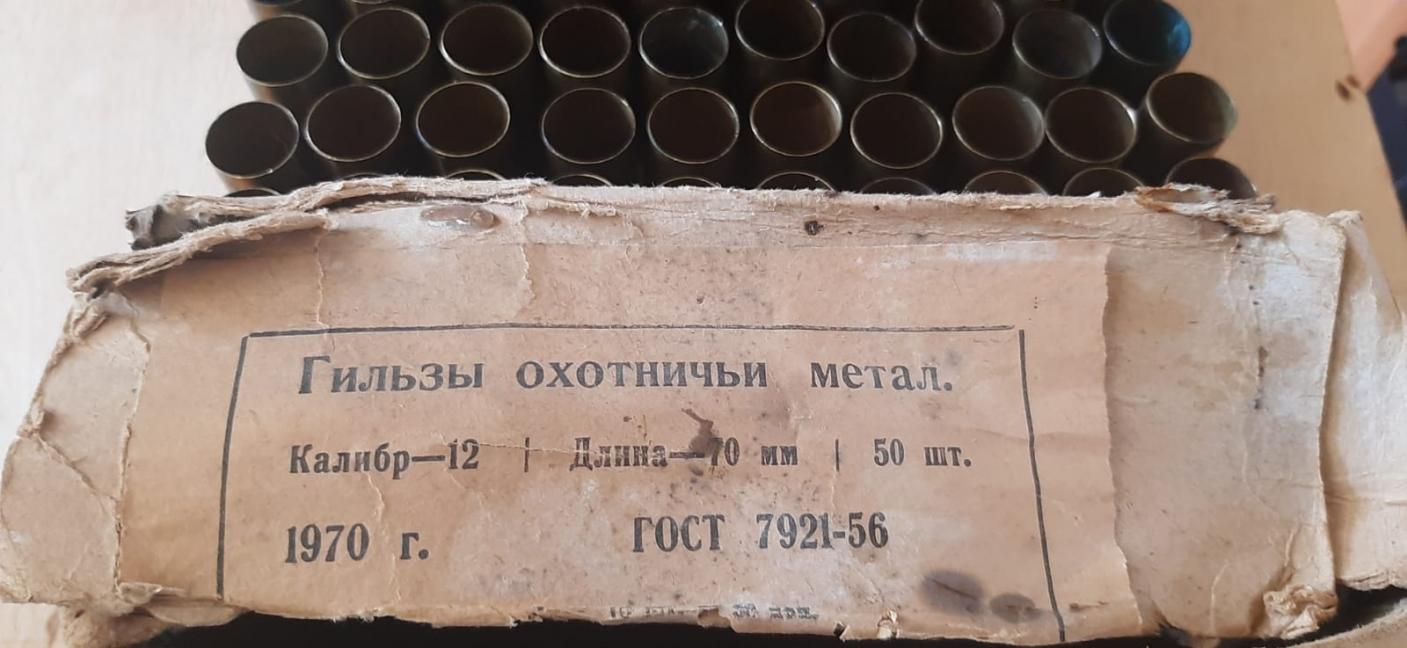 Гильзы охотничьи метал.
Калибр—12 | Длина—70 мм | 50 шт.
1970 г. ГОСТ 7921-56